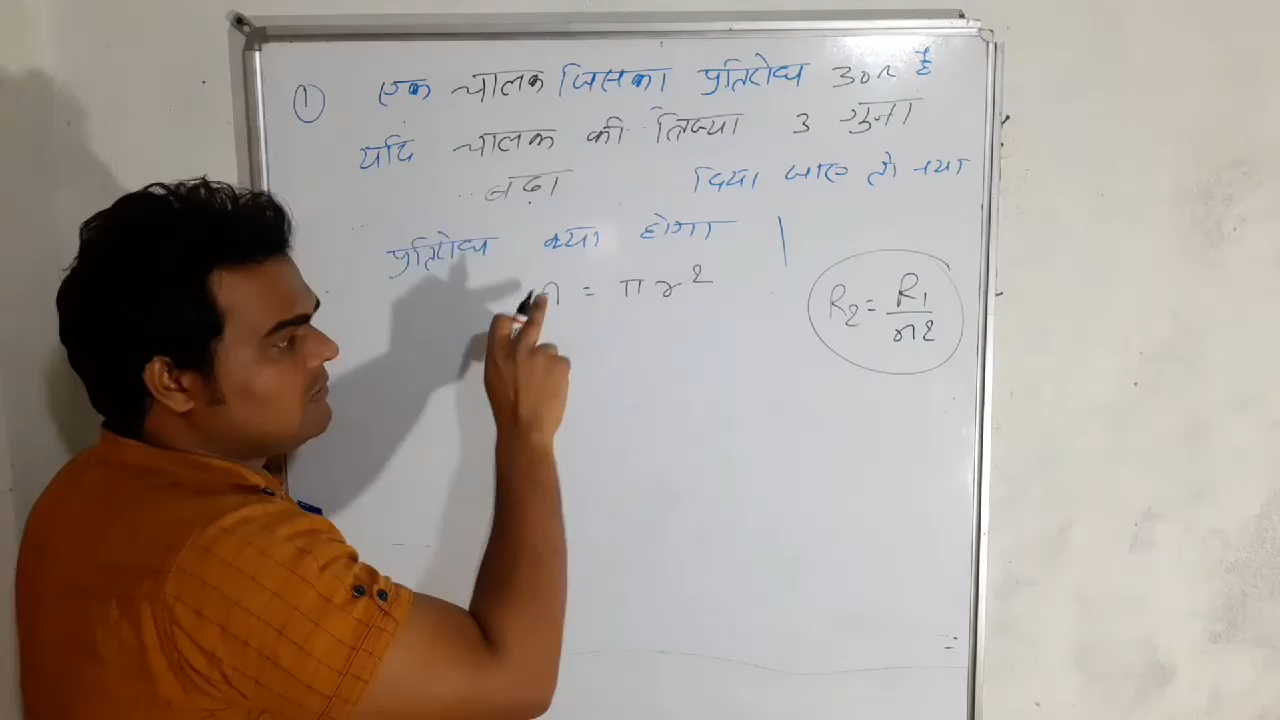 ① एक चालक जिसका प्रतिरोध 30Ω है
यदि चालक की त्रिज्या 3 गुना
बढ़ा दिया जाए तो नया
प्रतिरोध क्या होगा |
= πr²
R₂ = R₁/n²